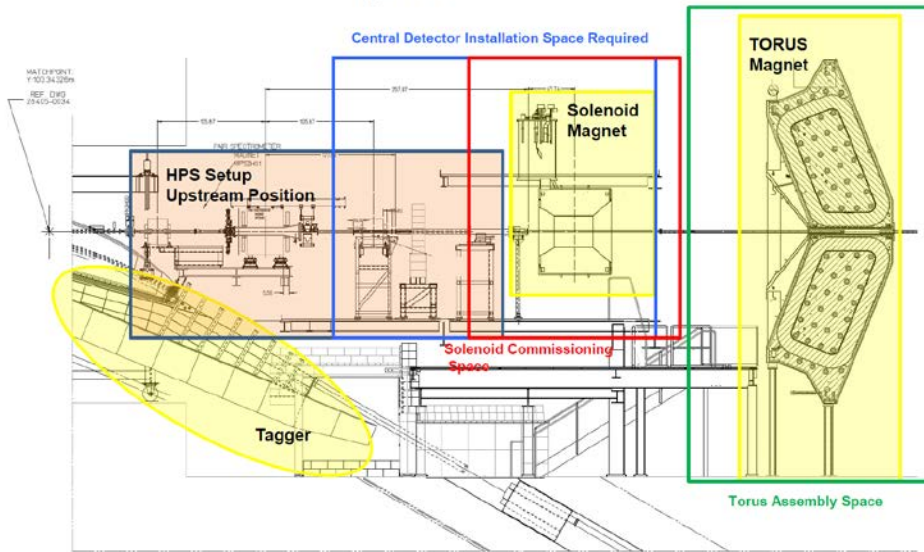 Central Detector Installation Space Required
TORUS
Magnet
MATCHPOINT:
REF. DWG
Solenoid
Magnet
HPS Setup
Upstream Position
Solenoid Commissioning
Space
Tagger
Torus Assembly Space